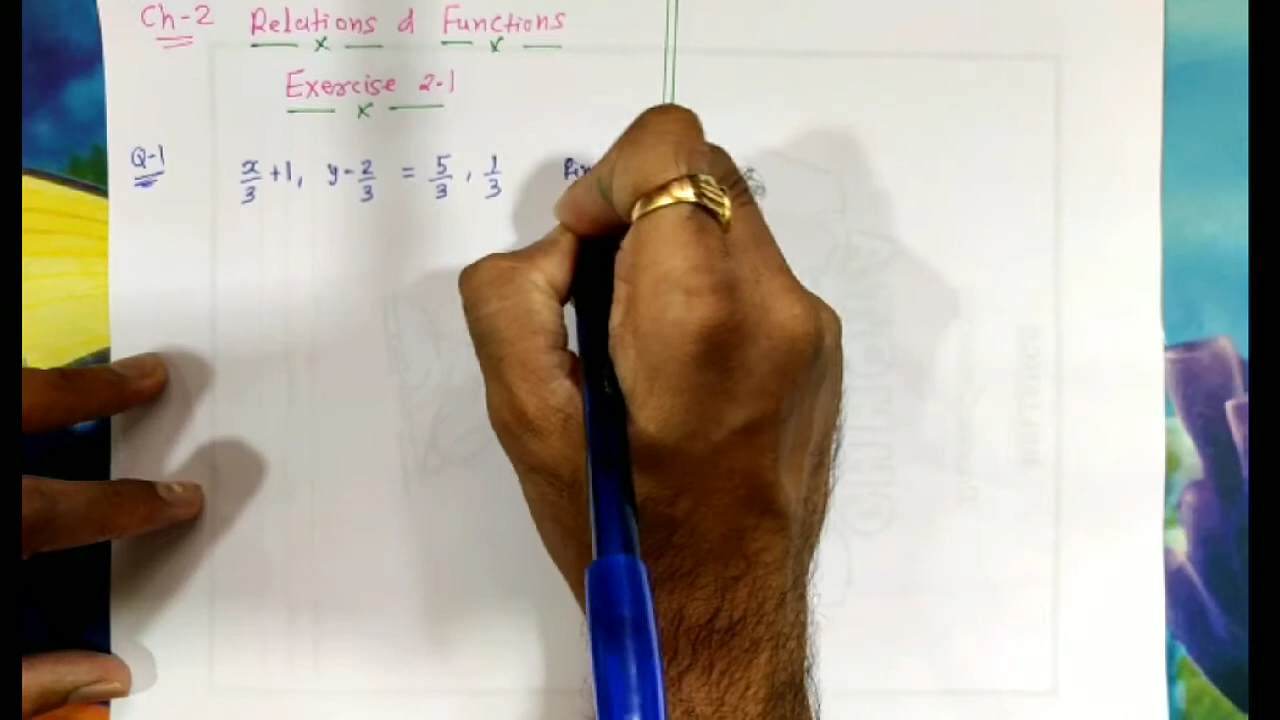 Ch-2 Relations & Functions
Exercise 2.1
Q-1 x/3 +1, y-2/3 = 5/3, 1/3